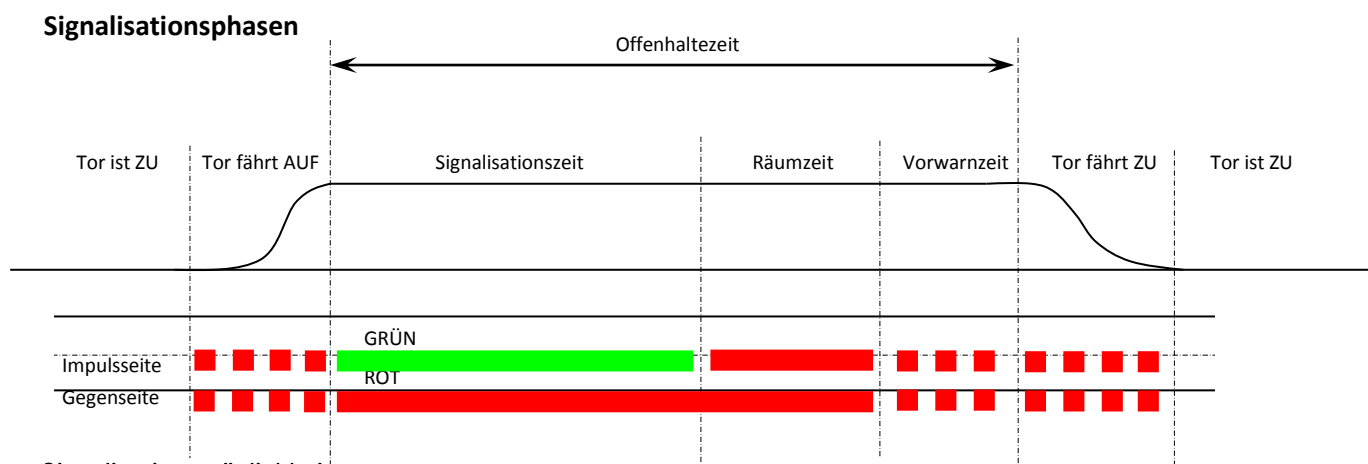 Signalisationsphasen
Offenhaltezeit
Tor ist ZU Tor fährt AUF Signalisationszeit Räumzeit Vorwarnzeit Tor fährt ZU Tor ist ZU
GRÜN
Impulsseite
ROT
Gegenseite